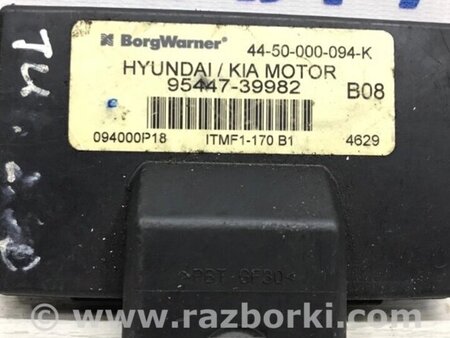 BorgWarner 44-50-000-094-K
HYUNDAI / KIA MOTOR
95447-39982 B08
094000P18 ITMF1-170 B1 4629
>PBT-GF30<
© www.razborki.com